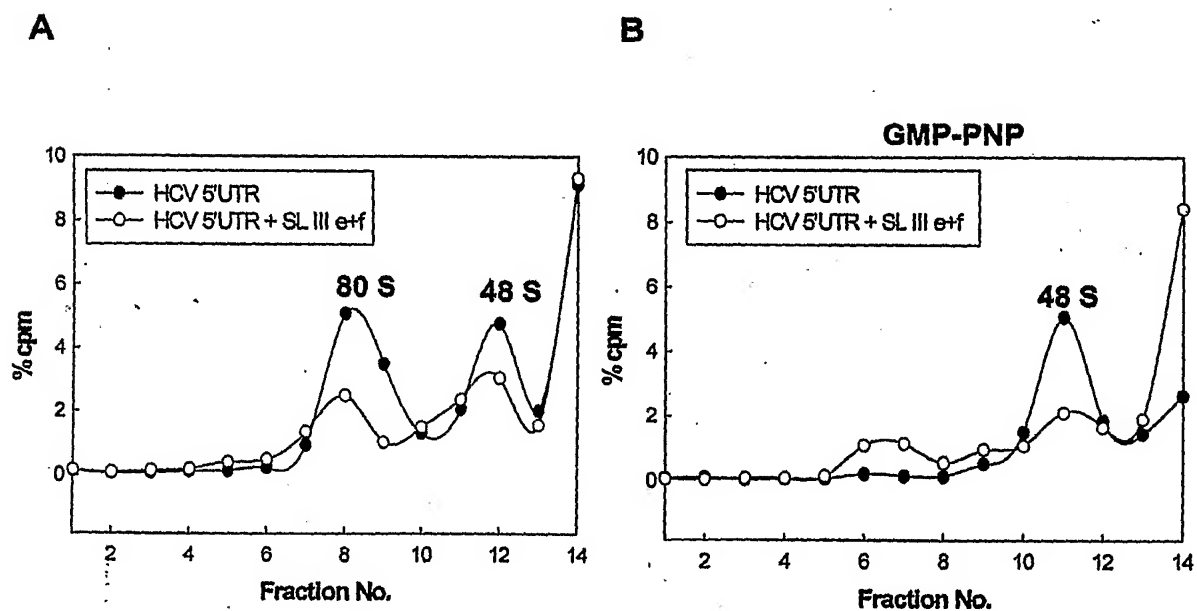 A
10
8
6
4
2
0
% cpm
HCV 5'UTR
HCV 5'UTR + SL III e+f
80 S
48 S
2
4
6
8
10
12
14
Fraction No.
B
GMP-PNP
10
8
6
4
2
0
% cpm
HCV 5'UTR
HCV 5'UTR + SL III e+f
48 S
2
4
6
8
10
12
14
Fraction No.